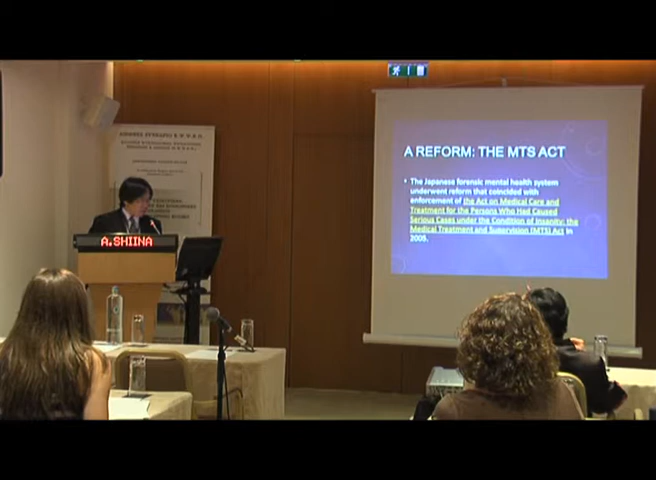 A REFORM: THE MTS ACT
• The Japanese forensic mental health system
underwent reform that coincided with
enforcement of the Act on Medical Care and
Treatment for the Persons Who Had Caused
Serious Cases under the Condition of Insanity: the
Medical Treatment and Supervision (MTS) Act in
2005.
A.SHIINA